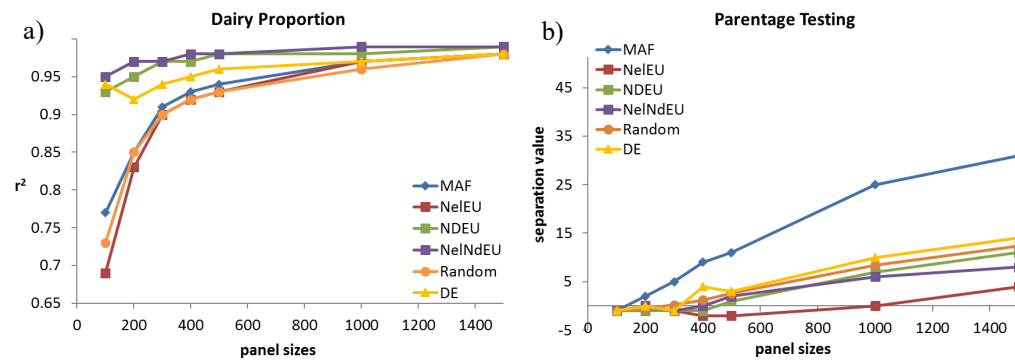 a)
Dairy Proportion
1
0.95
0.9
0.85
0.8
0.75
0.7
0.65
r²
0 200 400 600 800 1000 1200 1400
panel sizes
MAF
NelEU
NDEU
NelNdEU
Random
DE
b)
Parentage Testing
45
35
25
15
5
-5
separation value
0 200 400 600 800 1000 1200 1400
panel sizes
MAF
NelEU
NDEU
NelNdEU
Random
DE